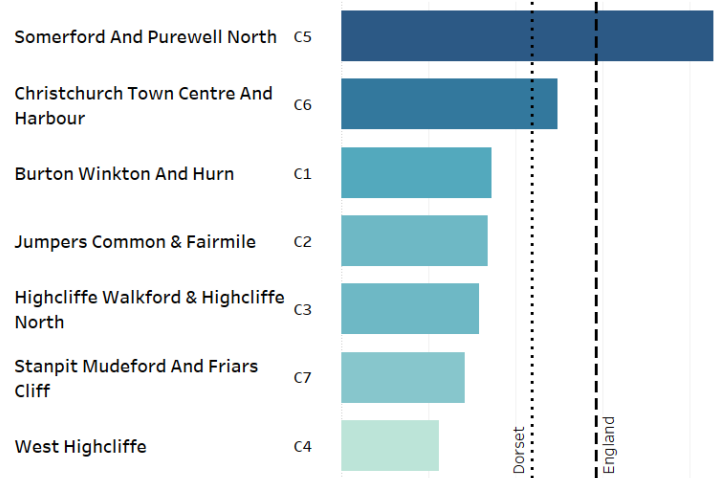 Somerford And Purewell North C5
Christchurch Town Centre And
Harbour C6
Burton Winkton And Hurn C1
Jumpers Common & Fairmile C2
Highcliffe Walkford & Highcliffe
North C3
Stanpit Mudeford And Friars
Cliff C7
West Highcliffe C4
Dorset
England